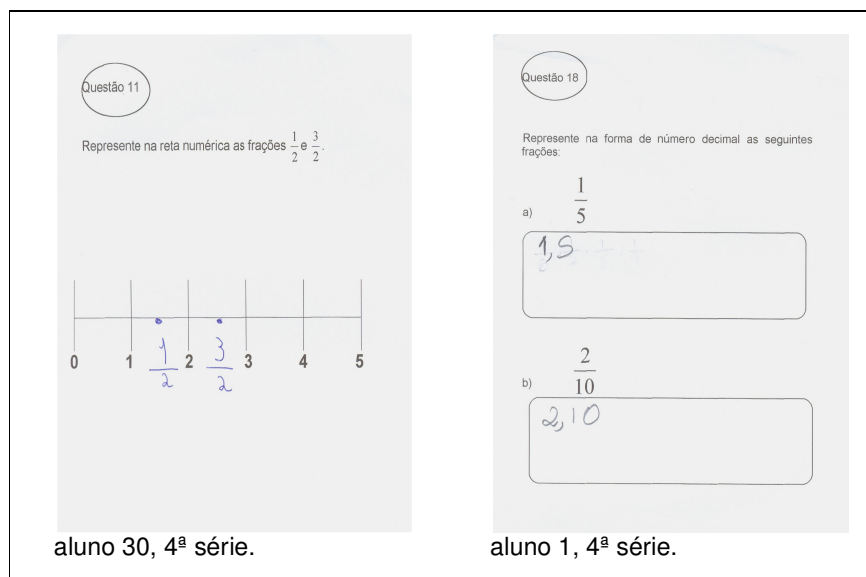 Questão 11
Represente na reta numérica as frações 1/2 e 3/2.
0 1 1/2 2 3/2 3 4 5
aluno 30, 4ª série.
Questão 18
Represente na forma de número decimal as seguintes
frações:
a) 1/5
1,5
b) 2/10
2,10
aluno 1, 4ª série.